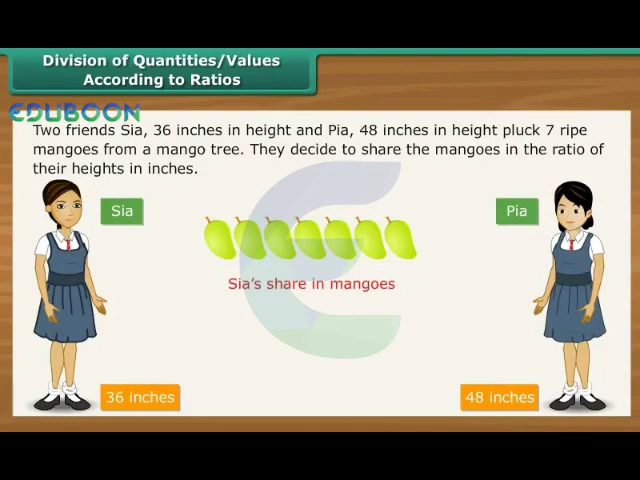 Division of Quantities/Values
According to Ratios
EDUBOON
Two friends Sia, 36 inches in height and Pia, 48 inches in height pluck 7 ripe
mangoes from a mango tree. They decide to share the mangoes in the ratio of
their heights in inches.
Sia
Pia
Sia's share in mangoes
36 inches
48 inches